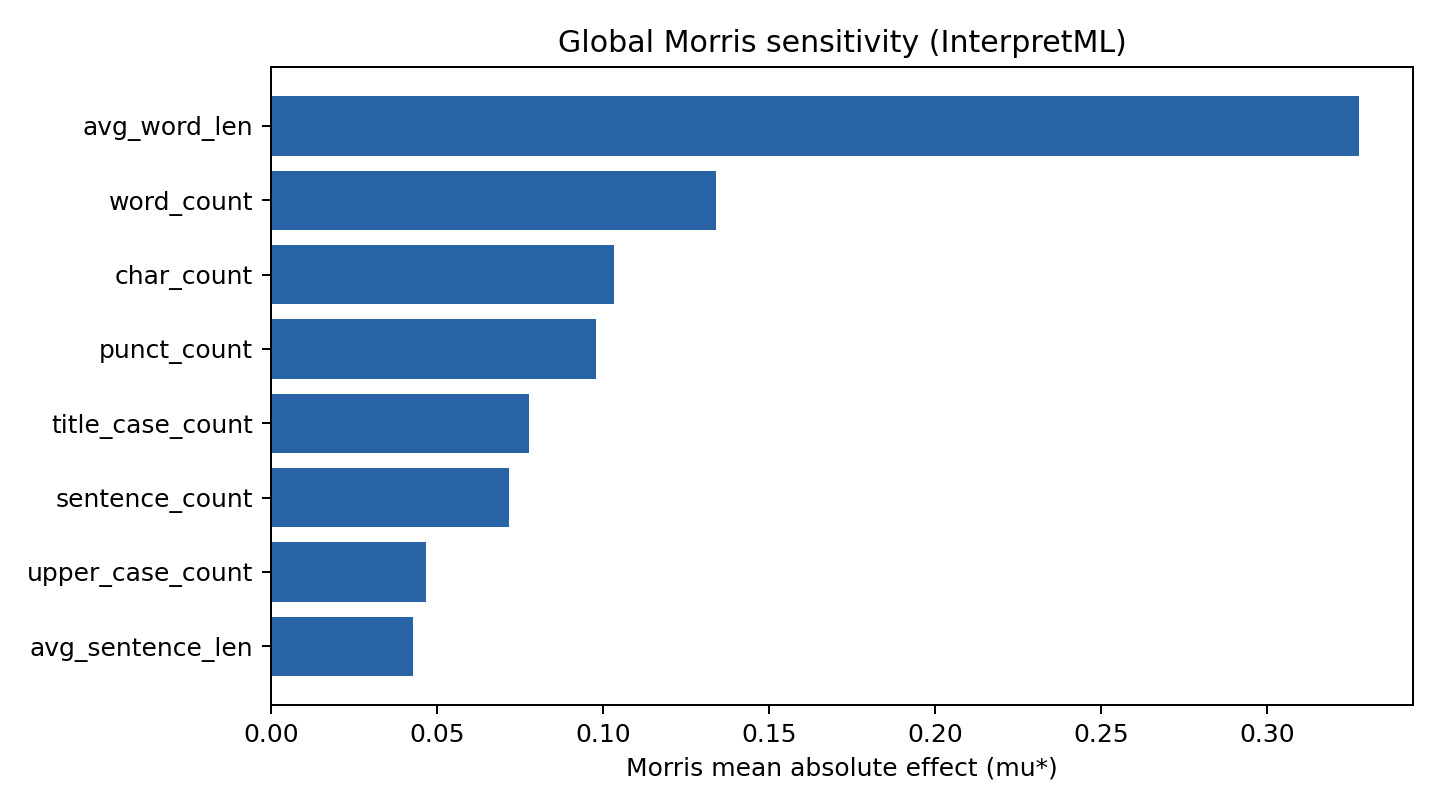 Global Morris sensitivity (InterpretML)
avg_word_len
word_count
char_count
punct_count
title_case_count
sentence_count
upper_case_count
avg_sentence_len
0.00 0.05 0.10 0.15 0.20 0.25 0.30
Morris mean absolute effect (mu*)